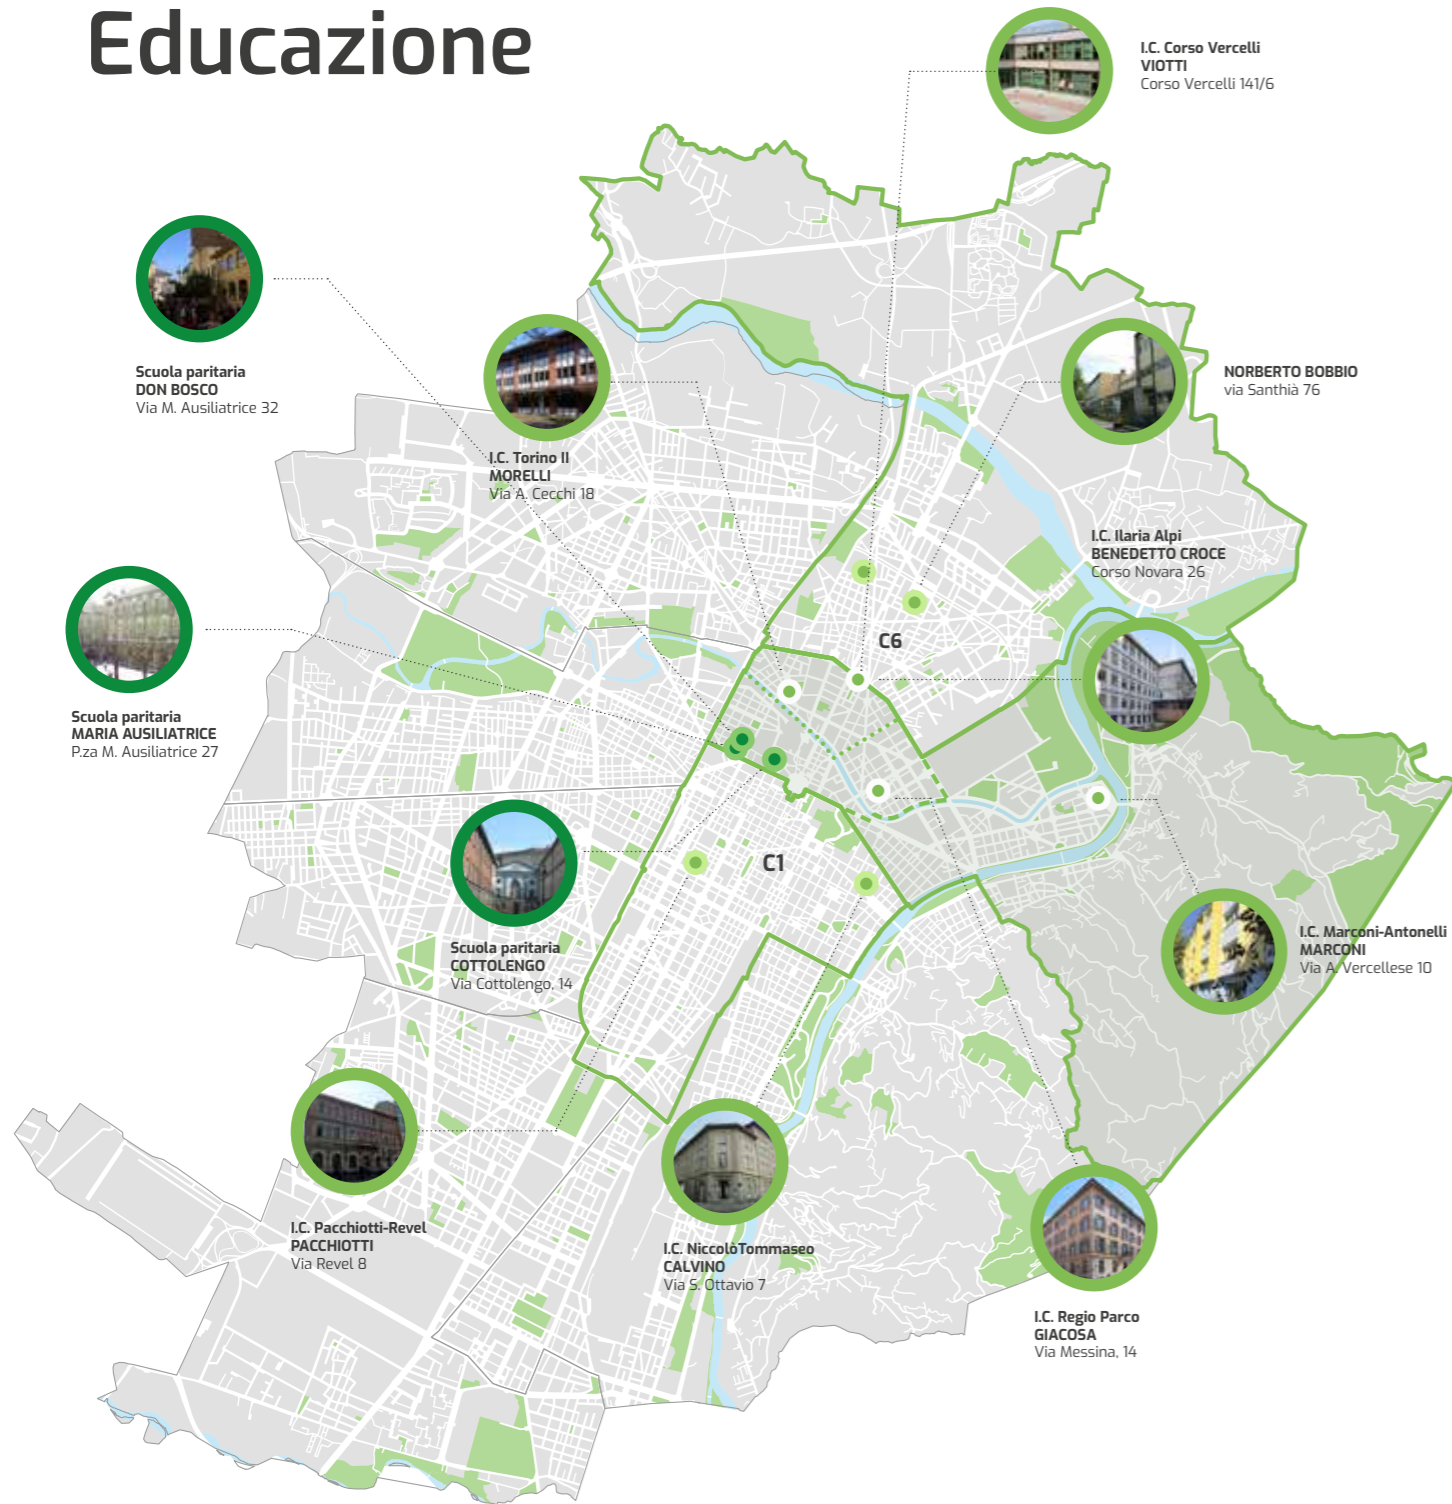 Educazione
I.C. Corso Vercelli
VIOTTI
Corso Vercelli 141/6
Scuola paritaria
DON BOSCO
Via M. Ausiliatrice 32
NORBERTO BOBBIO
via Santhià 76
I.C. Torino II
MORELLI
Via A. Cecchi 18
I.C. Ilaria Alpi
BENEDETTO CROCE
Corso Novara 26
C6
Scuola paritaria
MARIA AUSILIATRICE
P.za M. Ausiliatrice 27
C1
Scuola paritaria
COTTOLENGO
Via Cottolengo, 14
I.C. Marconi-Antonelli
MARCONI
Via A. Vercellese 10
I.C. Pacchiotti-Revel
PACCHIOTTI
Via Revel 8
I.C. NiccolòTommaseo
CALVINO
Via S. Ottavio 7
I.C. Regio Parco
GIACOSA
Via Messina, 14